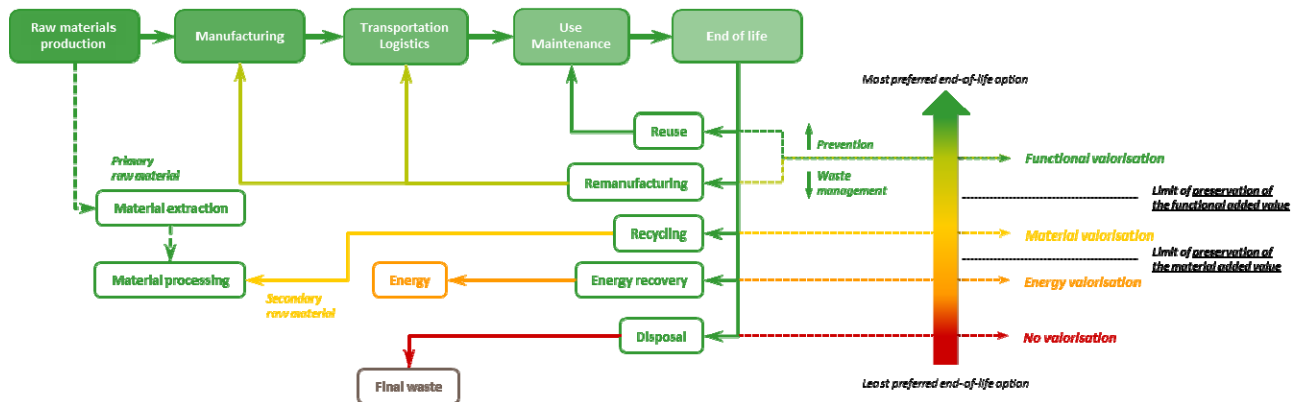 Raw materials
production
Manufacturing
Transportation
Logistics
Use
Maintenance
End of life
Most preferred end-of-life option
Reuse
Prevention
Functional valorisation
Primary
raw material
Remanufacturing
Waste
management
Limit of preservation of
the functional added value
Material extraction
Recycling
Material valorisation
Limit of preservation of
the material added value
Material processing
Energy
Energy recovery
Energy valorisation
Secondary
raw material
Disposal
No valorisation
Final waste
Least preferred end-of-life option